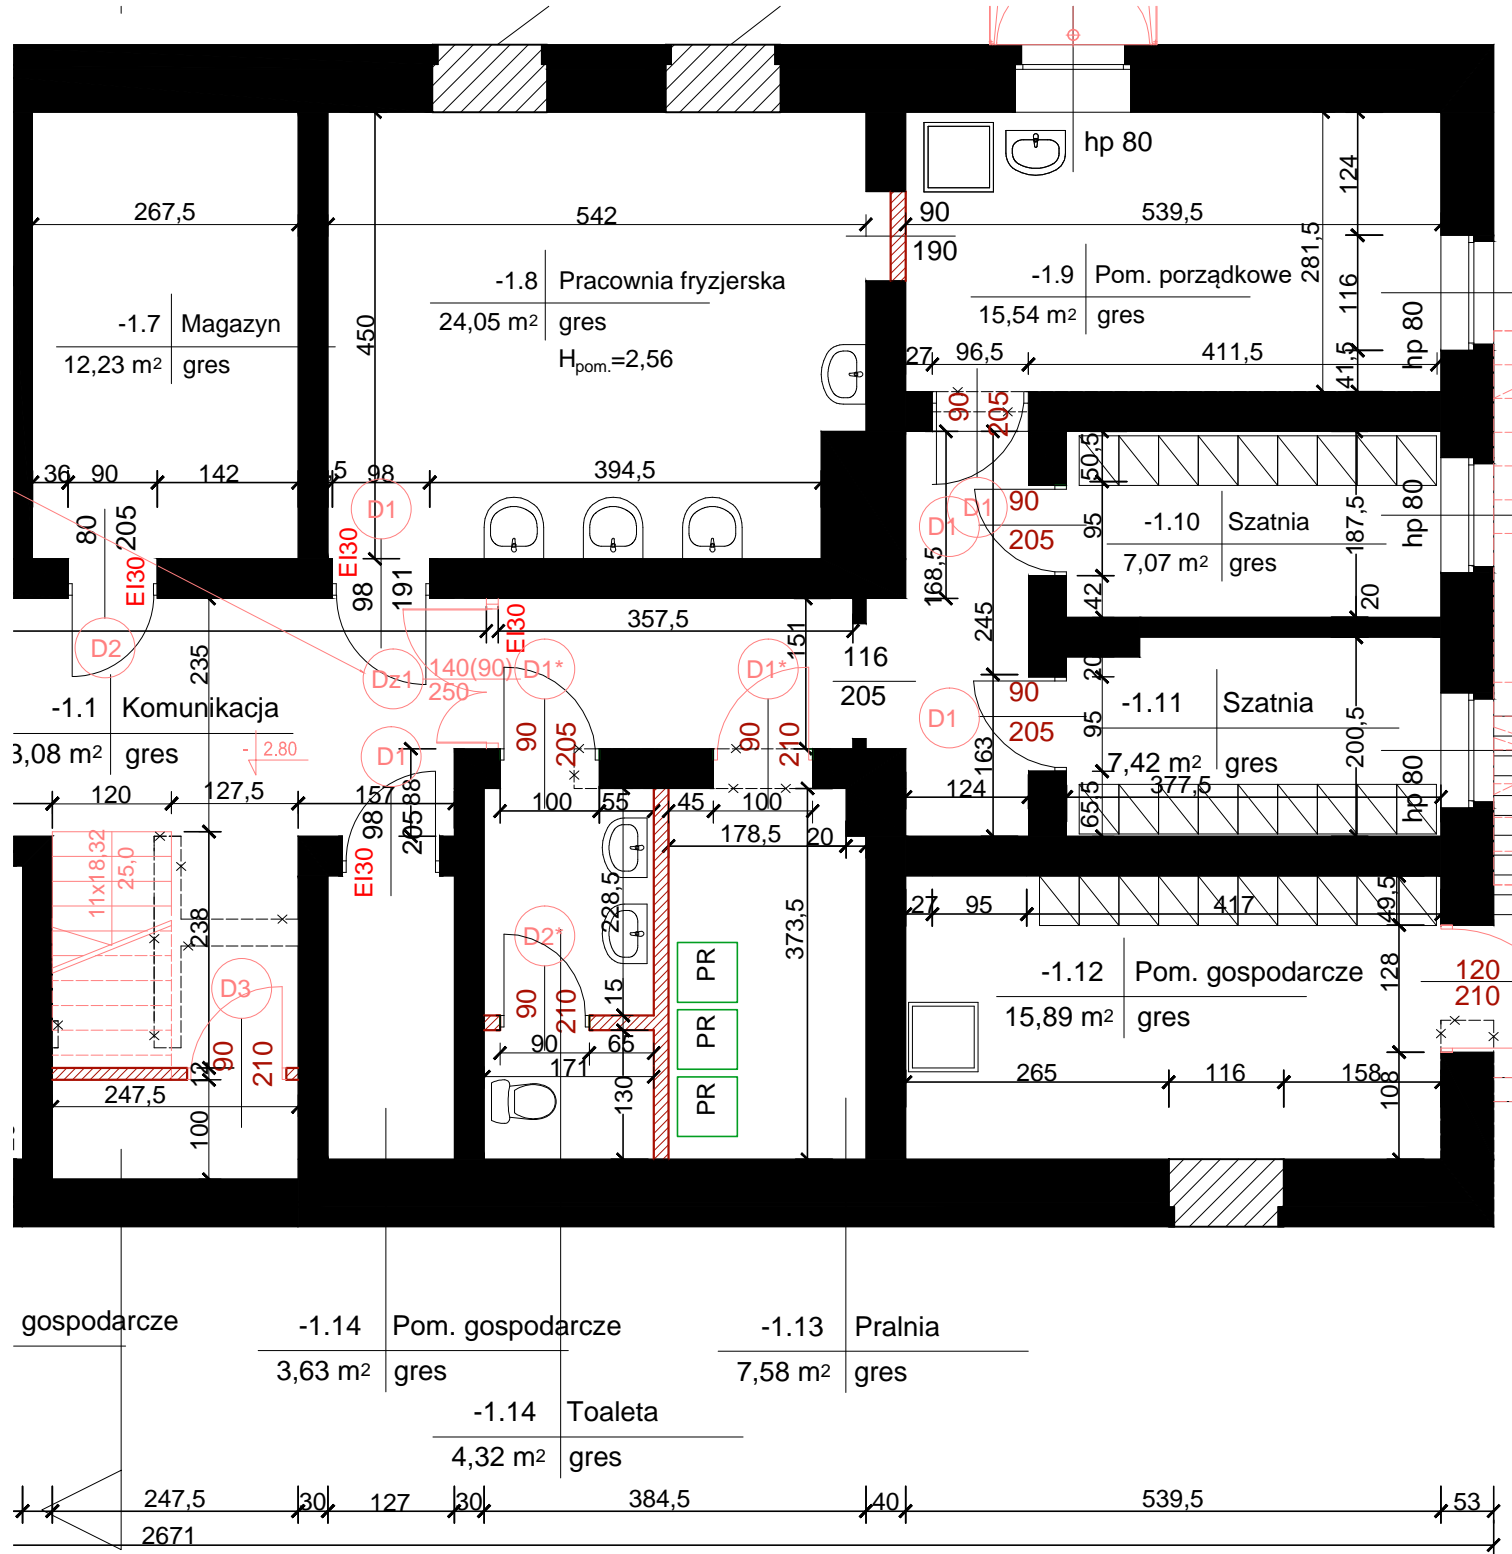 hp 80
267,5
542
90
190
539,5
124
281,5
-1.8 Pracownia fryzjerska
24,05 m2 gres
Hpom.=2,56
-1.9 Pom. porządkowe
15,54 m2 gres
116
hp 80
-1.7 Magazyn
12,23 m2 gres
450
27
96,5
411,5
41,5
90
205
36
90
142
5
98
394,5
50,5
D1
D1
D1
90
205
95
-1.10 Szatnia
7,07 m2 gres
187,5
hp 80
80
205
EI30
EI30
98
191
168,5
42
20
D2
235
EI30
357,5
151
245
116
205
Dz1
140(90)
250
D1*
D1*
20
90
205
D1
95
-1.11 Szatnia
7,42 m2 gres
200,5
hp 80
-1.1 Komunikacja
3,08 m2 gres
- 2.80
D1
90
205
90
210
163
120
127,5
157
88
98
205
EI30
100
55
45
100
178,5
20
124
65,5
377,5
11x18,32
25,0
238
228,5
373,5
27
95
417
49,5
D2*
D3
PR
PR
PR
-1.12 Pom. gospodarcze
15,89 m2 gres
128
120
210
90
210
15
90
210
12
90
65
171
130
265
116
158
108
247,5
100
gospodarcze
-1.14 Pom. gospodarcze
3,63 m2 gres
-1.13 Pralnia
7,58 m2 gres
-1.14 Toaleta
4,32 m2 gres
247,5
30
127
30
384,5
40
539,5
53
2671